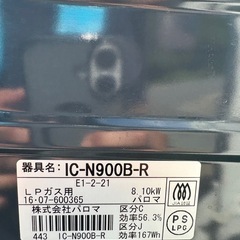 器具名: IC-N900B-R
E1-2-21
LPガス用 8.10kW
16・07-600365 パロマ
株式会社パロマ 区分C
効率56.3%
区分J
443 IC-N900B-R 効率167Wh
JIA
PS
LPG